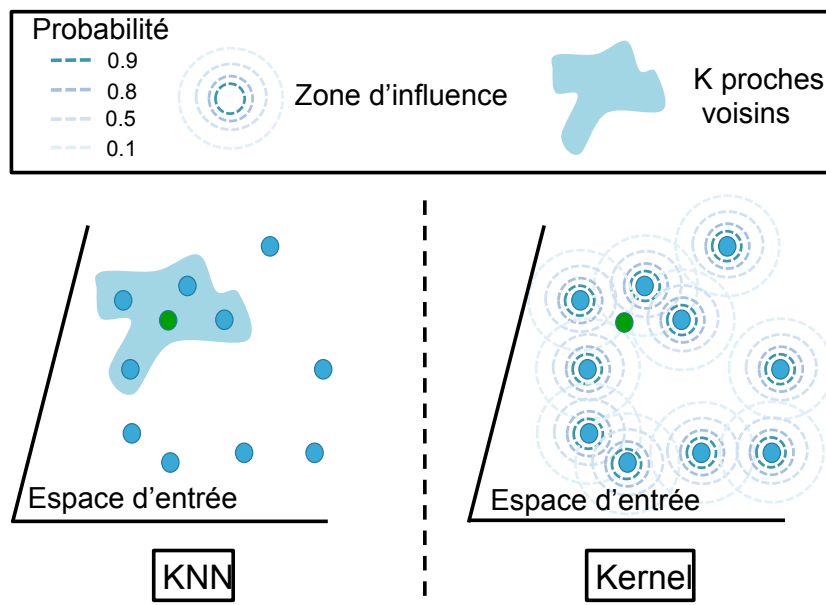 Probabilité
0.9
0.8
0.5
0.1
Zone d'influence
K proches
voisins
Espace d'entrée
Espace d'entrée
KNN
Kernel